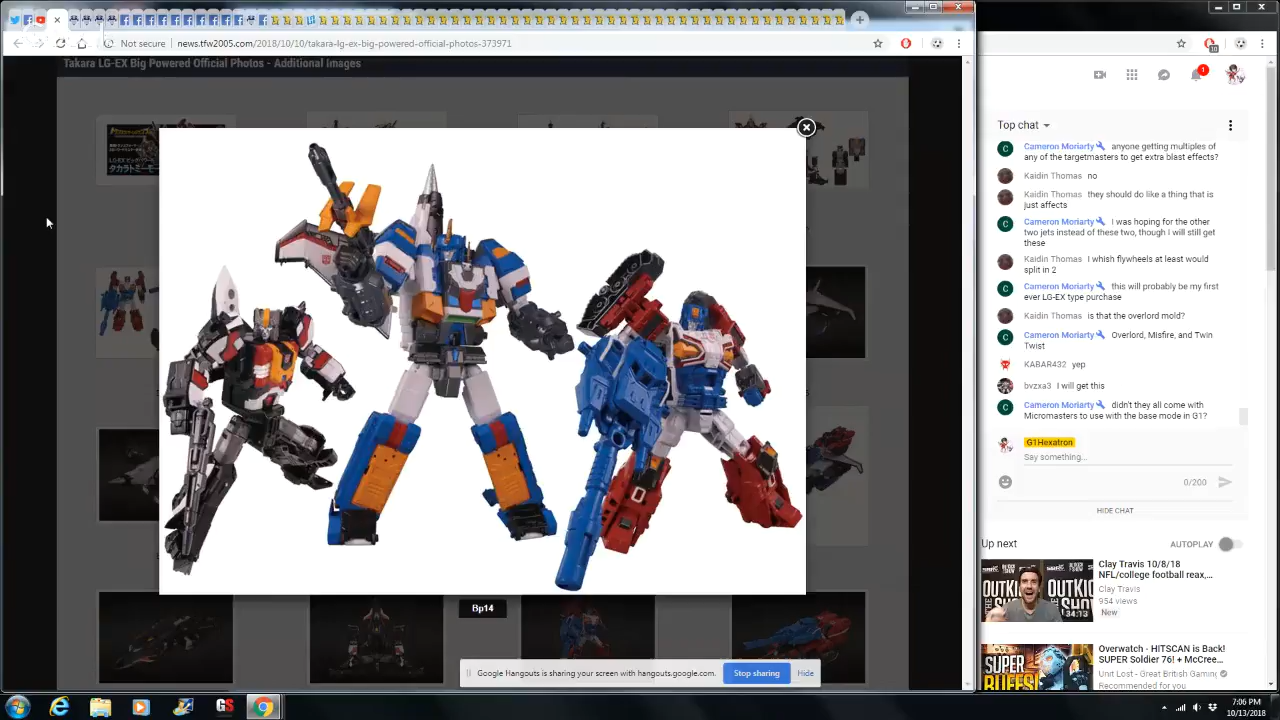 Not secure
news.tfw2005.com/2018/10/10/takara-lg-ex-big-powered-official-photos-373971
Takara LG-EX Big Powered Official Photos - Additional Images
Bp14
Google Hangouts is sharing your screen with hangouts.google.com.
Stop sharing
Hide
10
1
Top chat
Cameron Moriarty anyone getting multiples of
any of the targetmasters to get extra blast effects?
Kaidin Thomas no
Kaidin Thomas they should do like a thing that is
just affects
Cameron Moriarty I was hoping for the other
two jets instead of these two, though I will still get
these
Kaidin Thomas I whish flywheels at least would
split in 2
Cameron Moriarty this will probably be my first
ever LG-EX type purchase
Kaidin Thomas is that the overlord mold?
Cameron Moriarty Overlord, Misfire, and Twin
Twist
KABAR432 yep
bvzxa3 I will get this
Cameron Moriarty didn't they all come with
Micromasters to use with the base mode in G1?
G1Hexatron
Say something...
0/200
HIDE CHAT
Up next
AUTOPLAY
Clay Travis 10/8/18
NFL/college football reax,...
Clay Travis
954 views
New
34:13
Overwatch - HITSCAN is Back!
SUPER Soldier 76! + McCree...
Unit Lost - Great British Gaming
Recommended for you
SUPER
BUFFS!
GS
7:06 PM
10/13/2018